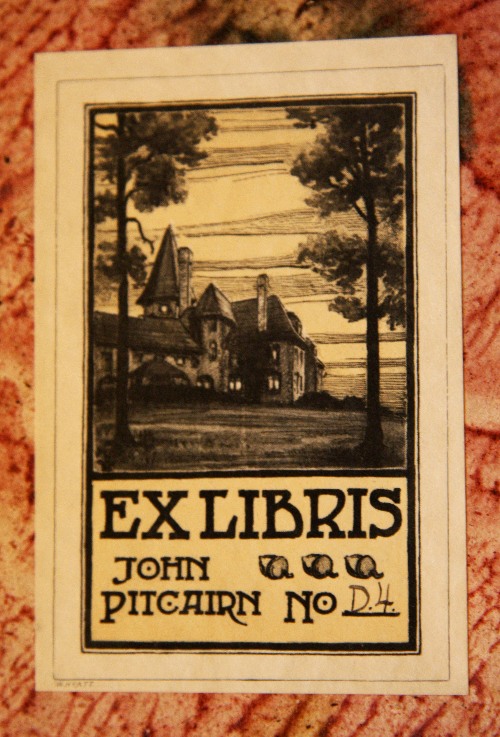 EX LIBRIS
JOHN
PITCAIRN NO D.4.